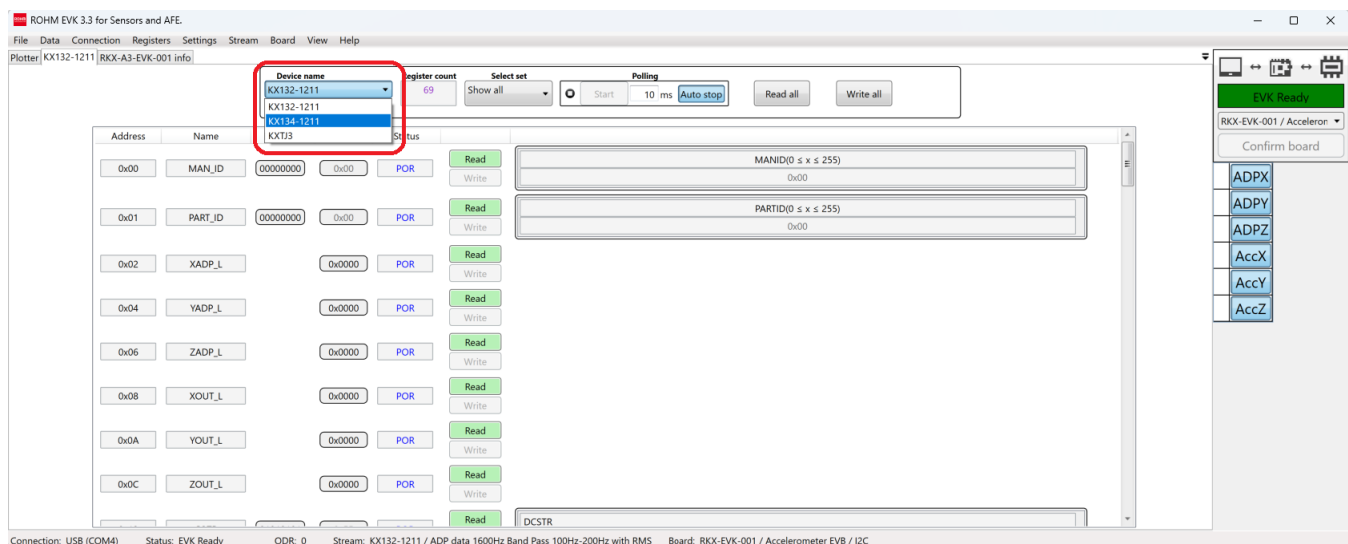 ROHM EVK 3.3 for Sensors and AFE.
File Data Connection Registers Settings Stream Board View Help
Plotter KX132-1211 RKX-A3-EVK-001 info
Device name Register count Select set Polling
KX132-1211 69 Show all Start 10 ms Auto stop Read all Write all
KX132-1211
KX134-1211
KXTJ3
EVK Ready
RKX-EVK-001 / Acceleron
Confirm board
ADPX
ADPY
ADPZ
AccX
AccY
AccZ
Address Name Status
0x00 MAN_ID 00000000 0x00 POR Read Write MANID(0 ≤ x ≤ 255) 0x00
0x01 PART_ID 00000000 0x00 POR Read Write PARTID(0 ≤ x ≤ 255) 0x00
0x02 XADP_L 0x0000 POR Read Write
0x04 YADP_L 0x0000 POR Read Write
0x06 ZADP_L 0x0000 POR Read Write
0x08 XOUT_L 0x0000 POR Read Write
0x0A YOUT_L 0x0000 POR Read Write
0x0C ZOUT_L 0x0000 POR Read Write
Read DCSTR
Connection: USB (COM4) Status: EVK Ready ODR: 0 Stream: KX132-1211 / ADP data 1600Hz Band Pass 100Hz-200Hz with RMS Board: RKX-EVK-001 / Accelerometer EVB / I2C